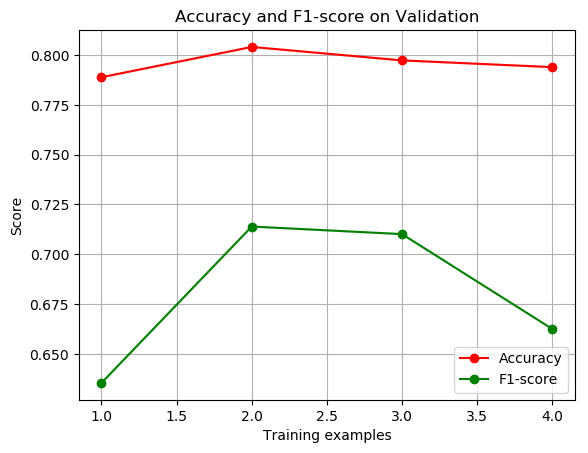 Accuracy and F1-score on Validation
0.800
0.775
0.750
0.725
0.700
0.675
0.650
Score
1.0 1.5 2.0 2.5 3.0 3.5 4.0
Training examples
Accuracy
F1-score